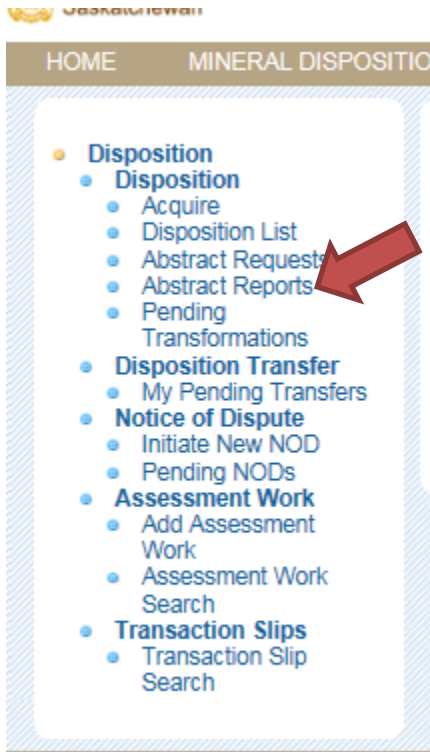 Saskatchewan
HOME MINERAL DISPOSITIO
Disposition
Disposition
Acquire
Disposition List
Abstract Requests
Abstract Reports
Pending
Transformations
Disposition Transfer
My Pending Transfers
Notice of Dispute
Initiate New NOD
Pending NODs
Assessment Work
Add Assessment
Work
Assessment Work
Search
Transaction Slips
Transaction Slip
Search